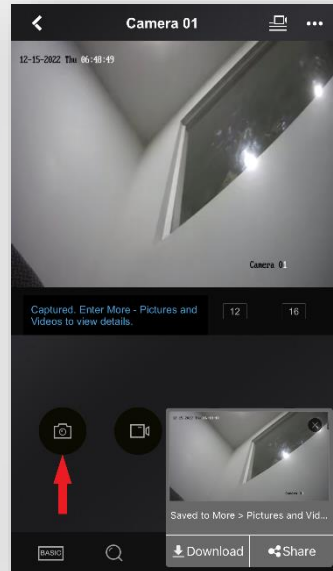 Camera 01
12-15-2022 Thu 06:48:49
Camera 01
Captured. Enter More - Pictures and
Videos to view details.
12
16
Saved to More > Pictures and Vid...
Download
Share
BASIC